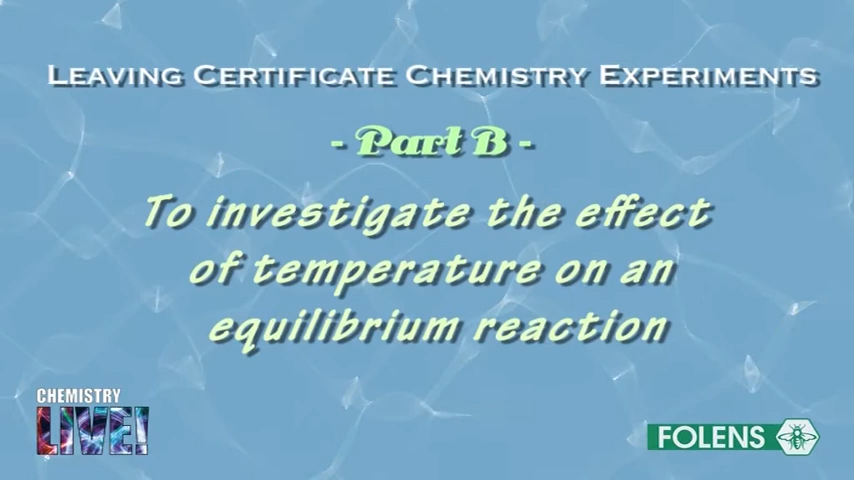 LEAVING CERTIFICATE CHEMISTRY EXPERIMENTS
- Part B -
To investigate the effect
of temperature on an
equilibrium reaction
CHEMISTRY
LIVE!
FOLENS